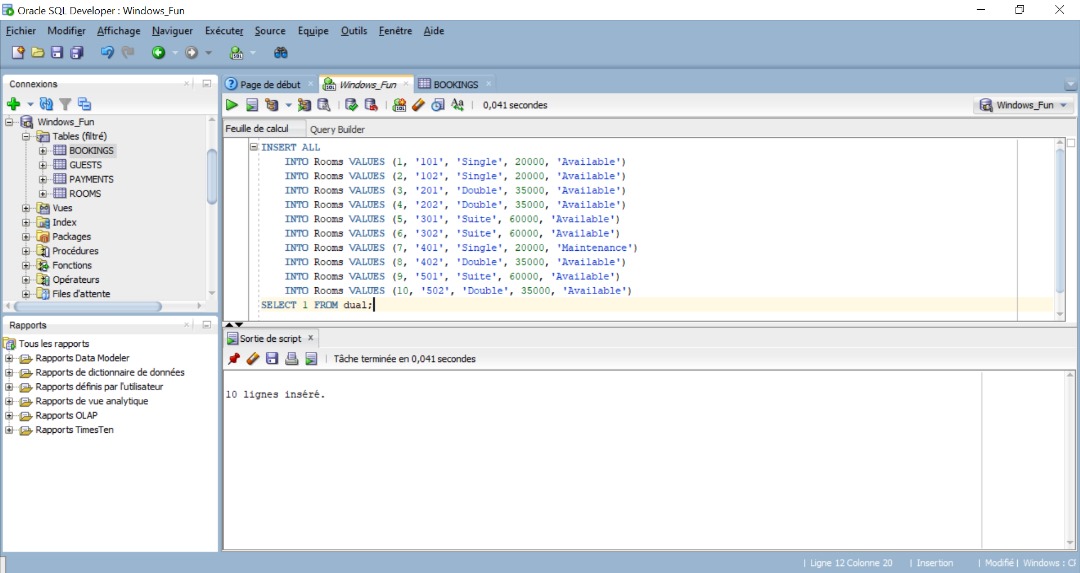 Oracle SQL Developer : Windows_Fun
Fichier Modifier Affichage Naviguer Exécuter Source Equipe Outils Fenêtre Aide
Connexions
Windows_Fun
Tables (filtré)
BOOKINGS
GUESTS
PAYMENTS
ROOMS
Vues
Index
Packages
Procédures
Fonctions
Opérateurs
Files d'attente
Rapports
Tous les rapports
Rapports Data Modeler
Rapports de dictionnaire de données
Rapports définis par l'utilisateur
Rapports de vue analytique
Rapports OLAP
Rapports TimesTen
Page de début Windows_Fun BOOKINGS
0,041 secondes Windows_Fun
Feuille de calcul Query Builder
INSERT ALL
INTO Rooms VALUES (1, '101', 'Single', 20000, 'Available')
INTO Rooms VALUES (2, '102', 'Single', 20000, 'Available')
INTO Rooms VALUES (3, '201', 'Double', 35000, 'Available')
INTO Rooms VALUES (4, '202', 'Double', 35000, 'Available')
INTO Rooms VALUES (5, '301', 'Suite', 60000, 'Available')
INTO Rooms VALUES (6, '302', 'Suite', 60000, 'Available')
INTO Rooms VALUES (7, '401', 'Single', 20000, 'Maintenance')
INTO Rooms VALUES (8, '402', 'Double', 35000, 'Available')
INTO Rooms VALUES (9, '501', 'Suite', 60000, 'Available')
INTO Rooms VALUES (10, '502', 'Double', 35000, 'Available')
SELECT 1 FROM dual;
Sortie de script
Tâche terminée en 0,041 secondes
10 lignes inséré.
Ligne 12 Colonne 20 | Insertion | Modifié | Windows : Cl